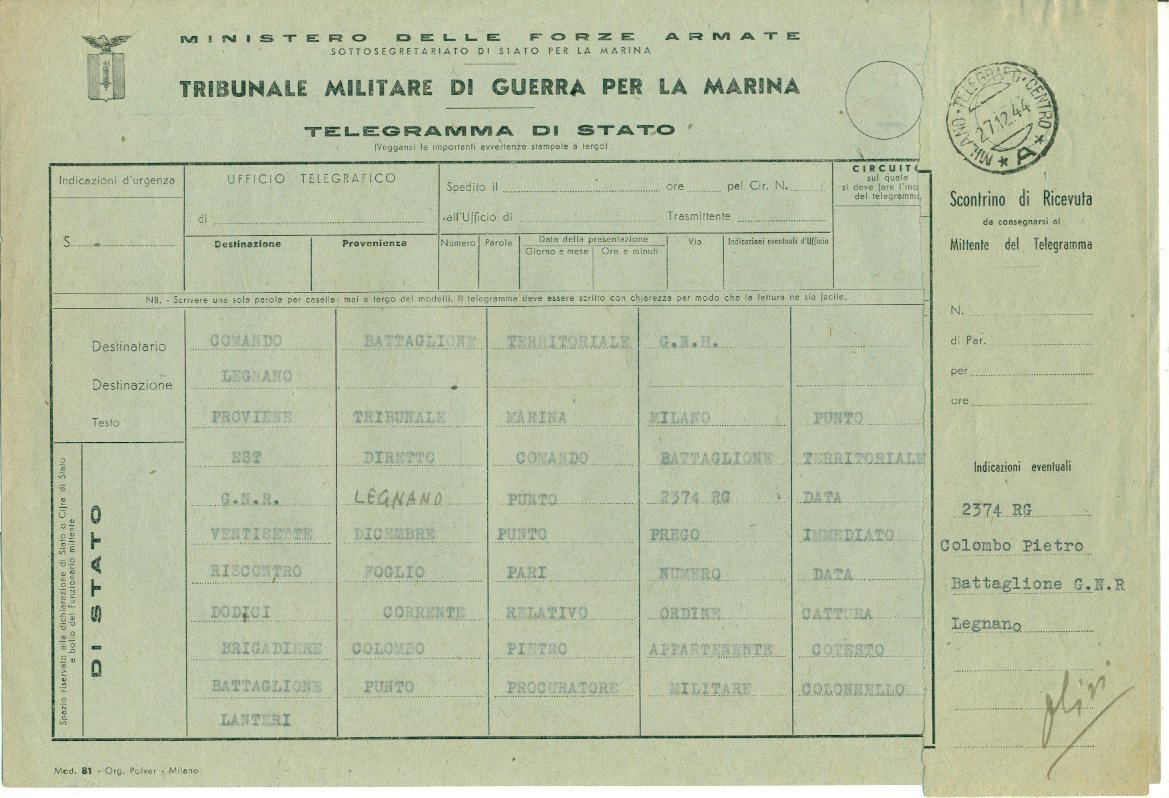 MINISTERO DELLE FORZE ARMATE
SOTTOSEGRETARIATO DI STATO PER LA MARINA
TRIBUNALE MILITARE DI GUERRA PER LA MARINA
TELEGRAMMA DI STATO
(Veggansi le importanti avvertenze stampate a tergo)
Indicazioni d'urgenza
S.
UFFICIO TELEGRAFICO
di
Spedito il ore pel Cir. N.
all'Ufficio di Trasmittente
CIRCUITO
sul quale
si deve fare l'ino
del telegramma
Destinazione Provenienza Numero Parole Data della presentazione Via Indicazioni eventuali d'Ufficio
Giorno e mese Ore e minuti
NB. - Scrivere una sola parola per casella: mai a tergo dei modelli. Il telegramma deve essere scritto con chiarezza per modo che la lettura ne sia facile.
Destinatario COMANDO BATTAGLIONE TERRITORIALE G.N.R.
Destinazione LEGNANO
Testo PROVIENE TRIBUNALE MARINA MILANO PUNTO
EST DIRETTO COMANDO BATTAGLIONE TERRITORIALE
G.N.R. LEGNANO PUNTO 2374 RG DATA
VENTISETTE DICEMBRE PUNTO PREGO IMMEDIATO
RISCONTRO FOGLIO PARI NUMERO DATA
DODICI CORRENTE RELATIVO ORDINE CATTURA
BRIGADIERE COLOMBO PIETRO APPARTENENTE COTESTO
BATTAGLIONE PUNTO PROCURATORE MILITARE COLONNELLO
LANTERI
Spazio riservato alla dichiarazione di Stato o Cifra di Stato
e bollo del Funzionario mittente
DI STATO
Mod. 81 - Org. Polver - Milano
MILANO · TELEGRAFO · CENTRO
27.12.44
A
Scontrino di Ricevuta
da consegnarsi al
Mittente del Telegramma
N.
di Par.
per
ore
Indicazioni eventuali
2374 RG
Colombo Pietro
Battaglione G.N.R
Legnano